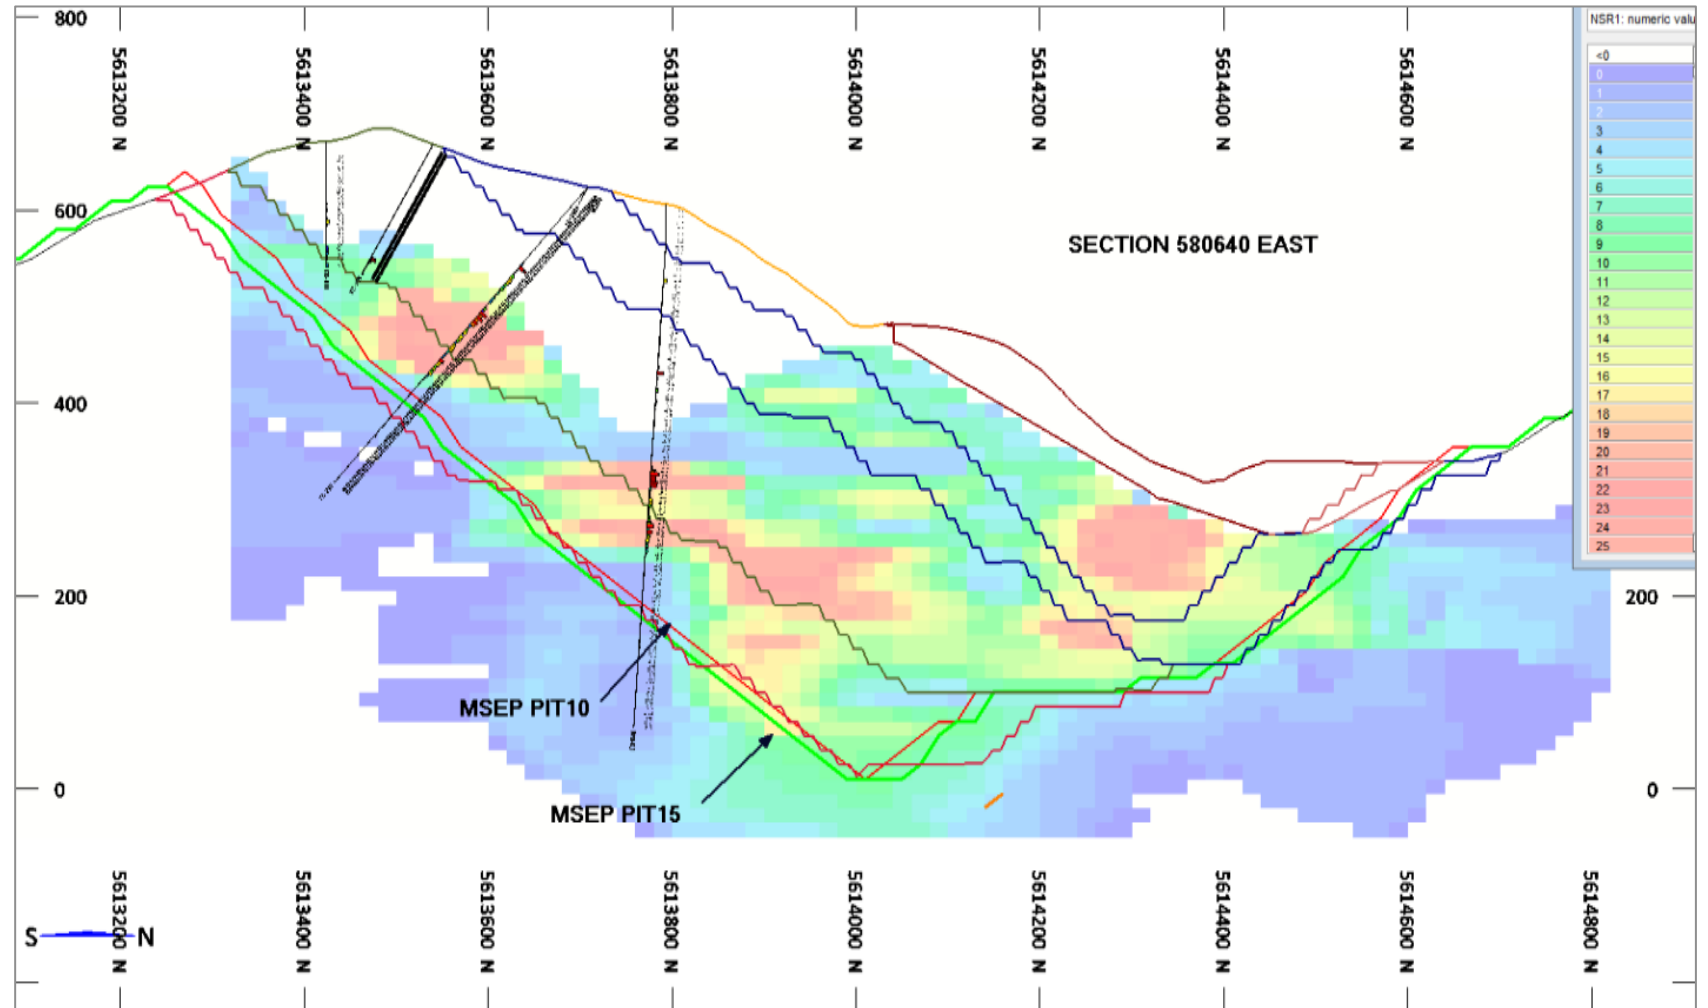 800
5613200 N
5613400 N
5613600 N
5613800 N
5614000 N
5614200 N
5614400 N
5614600 N
NSR1: numeric valu
<0
0
1
2
3
4
5
6
7
8
9
10
11
12
13
14
15
16
17
18
19
20
21
22
23
24
25
600
SECTION 580640 EAST
400
200
200
MSEP PIT10
MSEP PIT15
0
0
S N
5613200 N
5613400 N
5613600 N
5613800 N
5614000 N
5614200 N
5614400 N
5614600 N
5614800 N